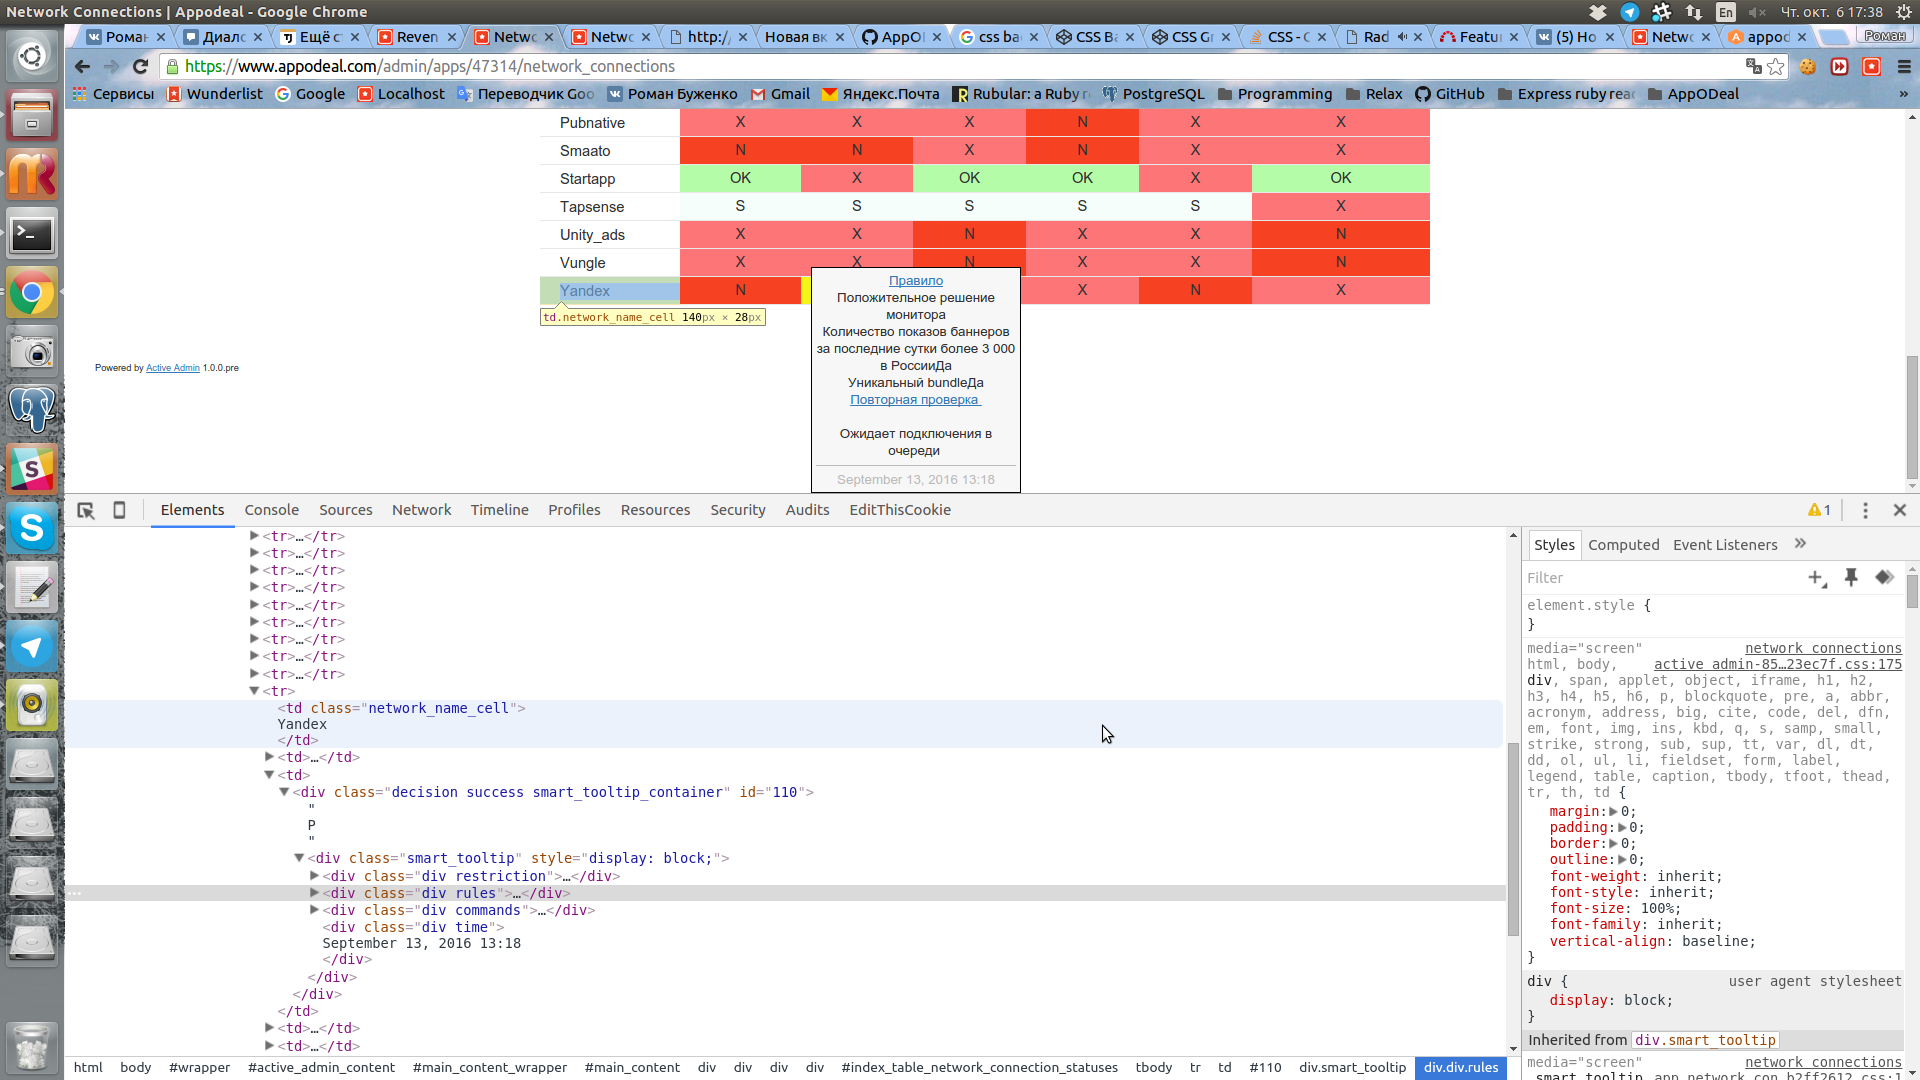 Network Connections | Appodeal - Google Chrome
En
Чт. окт. 6 17:38
Рома
Диалс
Ещё с
Reven
Netwo
Netwo
http:/
Новая вк
AppOl
css ba
CSS Ba
CSS Gr
CSS - C
Rad
Featu
(5) Но
Netwo
appod
Роман
https://www.appodeal.com/admin/apps/47314/network_connections
Сервисы
Wunderlist
Google
Localhost
Переводчик Goo
Роман Буженко
Gmail
Яндекс.Почта
Rubular: a Ruby r
PostgreSQL
Programming
Relax
GitHub
Express ruby rea
AppODeal
»
Pubnative X X X N X X
Smaato N N X N X X
Startapp OK X OK OK X OK
Tapsense S S S S S X
Unity_ads X X N X X N
Vungle X X N X X N
Yandex N X N X
td.network_name_cell 140px × 28px
Правило
Положительное решение
монитора
Количество показов баннеров
за последние сутки более 3 000
в РоссииДа
Уникальный bundleДа
Повторная проверка
Ожидает подключения в
очереди
September 13, 2016 13:18
Powered by Active Admin 1.0.0.pre
Elements Console Sources Network Timeline Profiles Resources Security Audits EditThisCookie
1
<tr>…</tr>
<tr>…</tr>
<tr>…</tr>
<tr>…</tr>
<tr>…</tr>
<tr>…</tr>
<tr>…</tr>
<tr>…</tr>
<tr>…</tr>
<tr>
<td class="network_name_cell">
Yandex
</td>
<td>…</td>
<td>
<div class="decision success smart_tooltip_container" id="110">
"
P
"
<div class="smart_tooltip" style="display: block;">
<div class="div restriction">…</div>
<div class="div rules">…</div>
<div class="div commands">…</div>
<div class="div time">
September 13, 2016 13:18
</div>
</div>
</div>
</td>
<td>…</td>
<td>…</td>
html body #wrapper #active_admin_content #main_content_wrapper #main_content div div div div #index_table_network_connection_statuses tbody tr td #110 div.smart_tooltip div.div.rules
Styles Computed Event Listeners »
Filter
element.style {
}
media="screen" network connections
html, body, active admin-85…23ec7f.css:175
div, span, applet, object, iframe, h1, h2,
h3, h4, h5, h6, p, blockquote, pre, a, abbr,
acronym, address, big, cite, code, del, dfn,
em, font, img, ins, kbd, q, s, samp, small,
strike, strong, sub, sup, tt, var, dl, dt,
dd, ol, ul, li, fieldset, form, label,
legend, table, caption, tbody, tfoot, thead,
tr, th, td {
margin: 0;
padding: 0;
border: 0;
outline: 0;
font-weight: inherit;
font-style: inherit;
font-size: 100%;
font-family: inherit;
vertical-align: baseline;
}
div { user agent stylesheet
display: block;
}
Inherited from div.smart_tooltip
media="screen" network connections